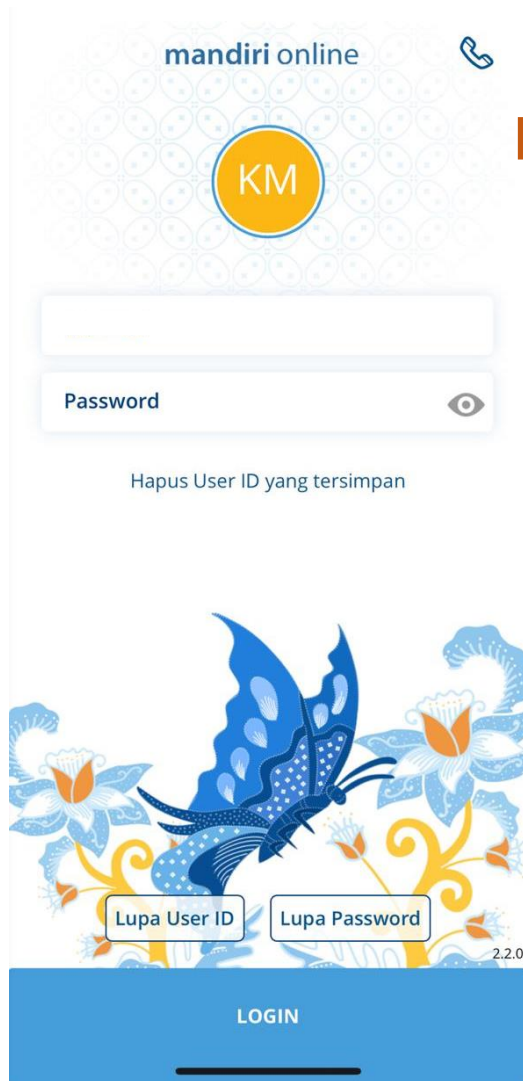 mandiri online
KM
Password
Hapus User ID yang tersimpan
Lupa User ID
Lupa Password
2.2.0
LOGIN